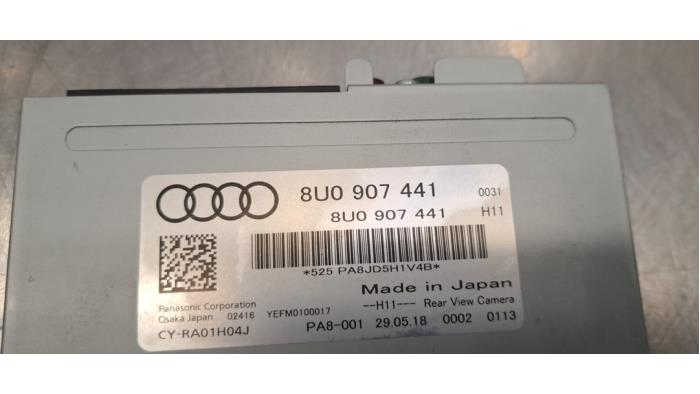 8U0 907 441 0031
8U0 907 441 H11
*525 PA8JD5H1V4B*
Made in Japan
Panasonic Corporation
Osaka Japan 02416 YEFM0100017
---H11--- Rear View Camera
CY-RA01H04J PA8-001 29.05.18 0002 0113